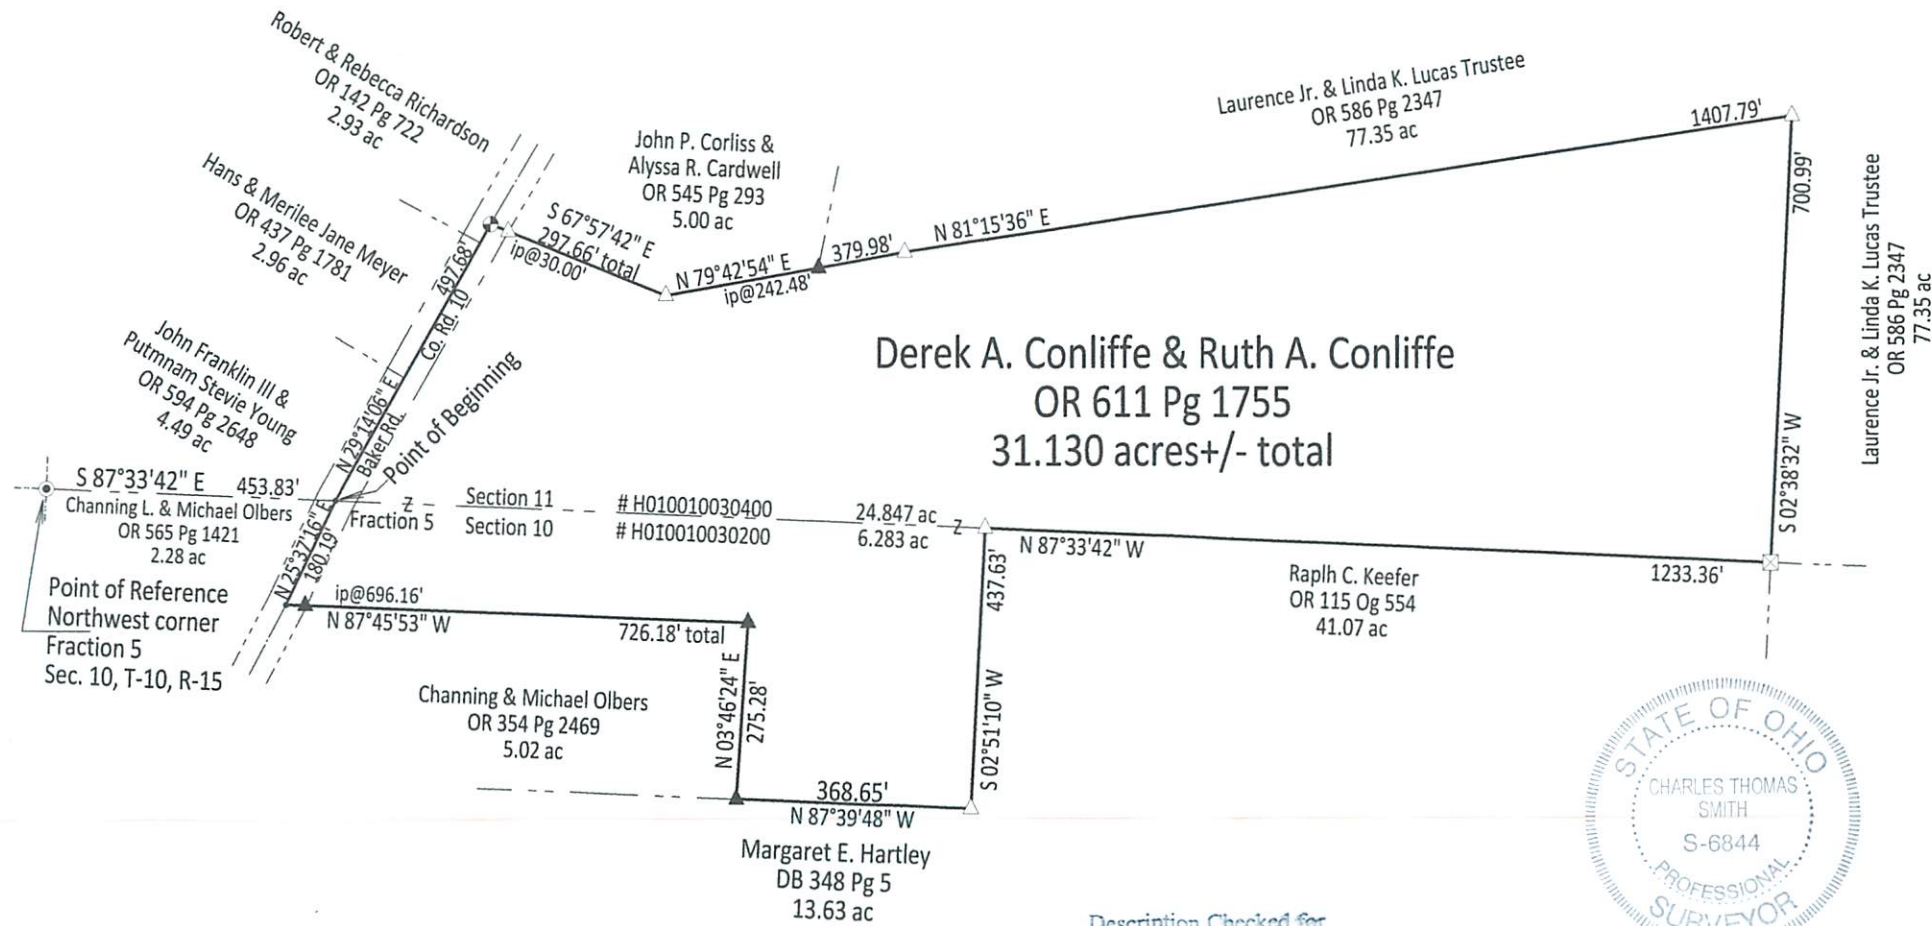 Robert & Rebecca Richardson
OR 142 Pg 722
2.93 ac
Hans & Merilee Jane Meyer
OR 437 Pg 1781
2.96 ac
John Franklin III &
Putmnam Stevie Young
OR 594 Pg 2648
4.49 ac
John P. Corliss &
Alyssa R. Cardwell
OR 545 Pg 293
5.00 ac
Laurence Jr. & Linda K. Lucas Trustee
OR 586 Pg 2347
77.35 ac
1407.79'
700.99'
S 02°38'32" W
Laurence Jr. & Linda K. Lucas Trustee
OR 586 Pg 2347
77.35 ac
S 67°57'42" E
297.66' total
ip@30.00'
N 79°42'54" E
ip@242.48'
379.98'
N 81°15'36" E
497.68'
Co. Rd. 10
N 29°14'06" E
Baker Rd.
Point of Beginning
Derek A. Conliffe & Ruth A. Conliffe
OR 611 Pg 1755
31.130 acres+/- total
S 87°33'42" E 453.83'
Channing L. & Michael Olbers
OR 565 Pg 1421
2.28 ac
N 25°37'16" E
180.19'
Fraction 5
Z
Section 11
Section 10
# H010010030400
# H010010030200
24.847 ac
6.283 ac
Z
N 87°33'42" W
1233.36'
Raplh C. Keefer
OR 115 Og 554
41.07 ac
Point of Reference
Northwest corner
Fraction 5
Sec. 10, T-10, R-15
ip@696.16'
N 87°45'53" W
726.18' total
437.63'
S 02°51'10" W
N 03°46'24" E
275.28'
Channing & Michael Olbers
OR 354 Pg 2469
5.02 ac
368.65'
N 87°39'48" W
Margaret E. Hartley
DB 348 Pg 5
13.63 ac
STATE OF OHIO
CHARLES THOMAS
SMITH
S-6844
PROFESSIONAL
SURVEYOR
Description Checked for